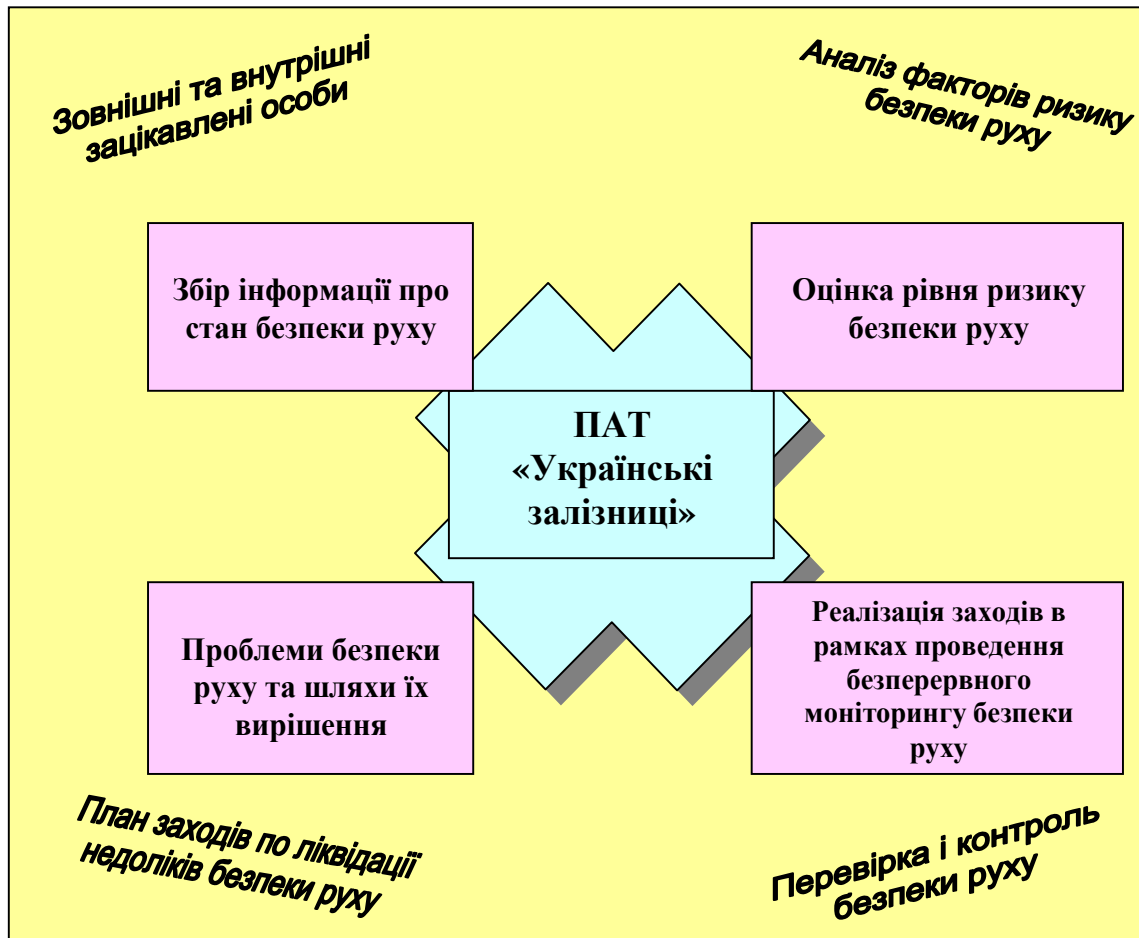 Зовнішні та внутрішні
зацікавлені особи
Аналіз факторів ризику
безпеки руху
Збір інформації про
стан безпеки руху
Оцінка рівня ризику
безпеки руху
ПАТ
«Українські
залізниці»
Проблеми безпеки
руху та шляхи їх
вирішення
Реалізація заходів в
рамках проведення
безперервного
моніторингу безпеки
руху
План заходів по ліквідації
недоліків безпеки руху
Перевірка і контроль
безпеки руху